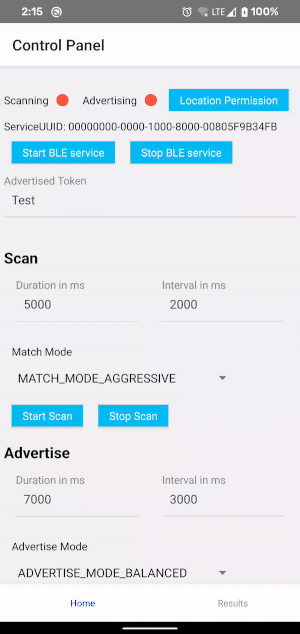 2:15 LTE 100%
Control Panel
Scanning Advertising Location Permission
ServiceUUID: 00000000-0000-1000-8000-00805F9B34FB
Start BLE service Stop BLE service
Advertised Token
Test
Scan
Duration in ms Interval in ms
5000 2000
Match Mode
MATCH_MODE_AGGRESSIVE
Start Scan Stop Scan
Advertise
Duration in ms Interval in ms
7000 3000
Advertise Mode
ADVERTISE_MODE_BALANCED
Home Results